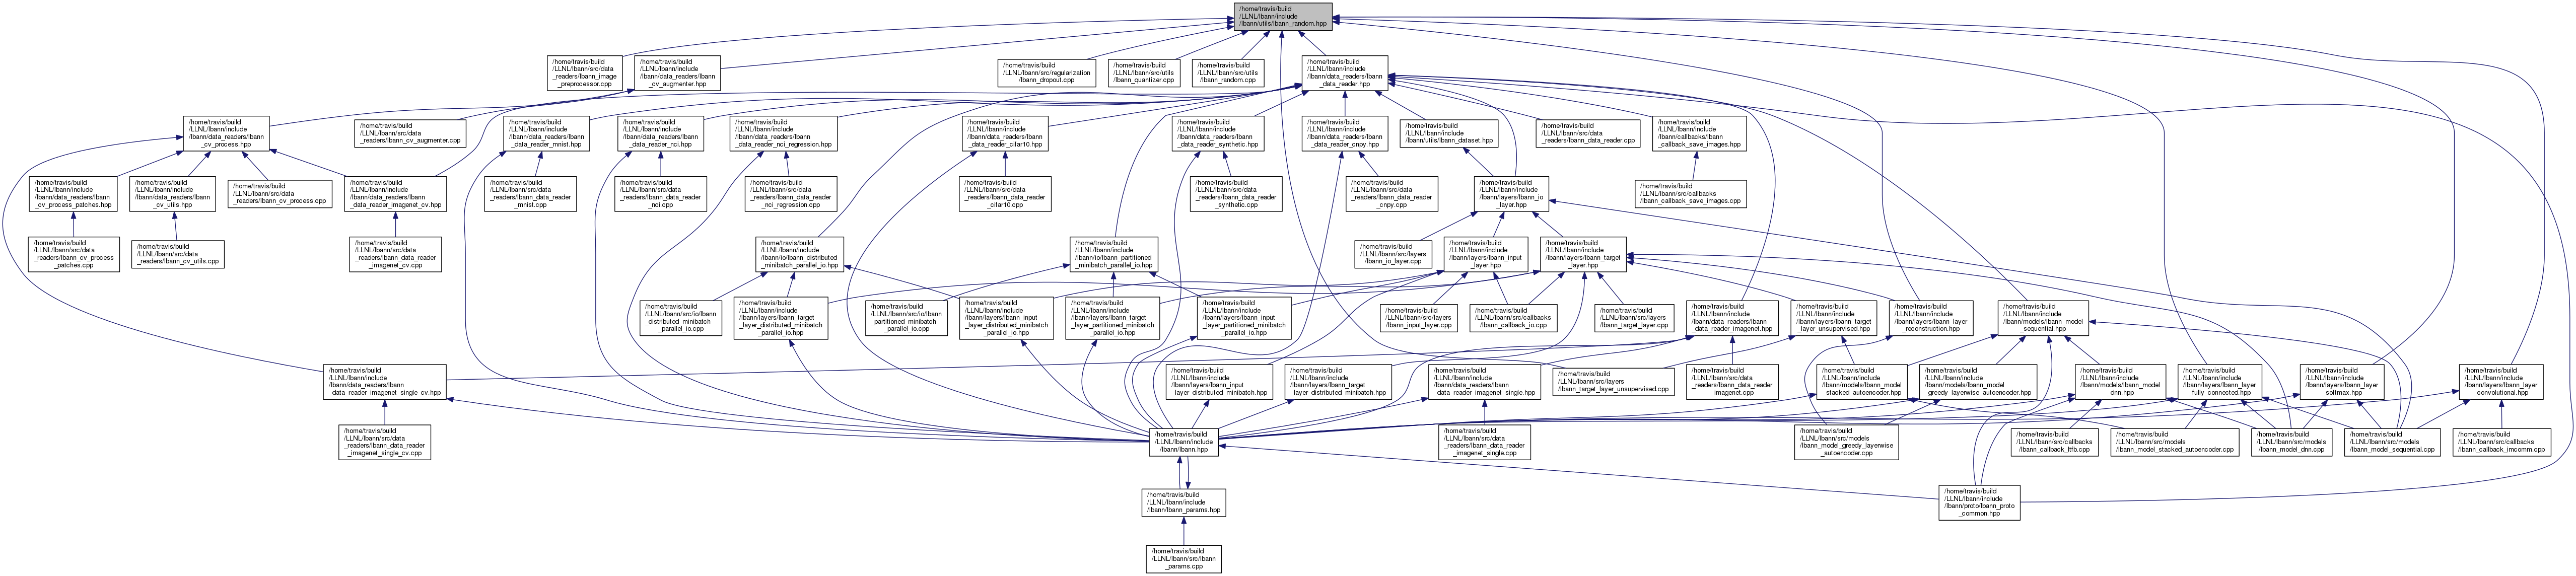 /home/travis/build
/LLNL/lbann/include
/lbann/utils/lbann_random.hpp
/home/travis/build
/LLNL/lbann/src/data
_readers/lbann_image
_preprocessor.cpp
/home/travis/build
/LLNL/lbann/include
/lbann/data_readers/lbann
_cv_augmenter.hpp
/home/travis/build
/LLNL/lbann/src/regularization
/lbann_dropout.cpp
/home/travis/build
/LLNL/lbann/src/utils
/lbann_quantizer.cpp
/home/travis/build
/LLNL/lbann/src/utils
/lbann_random.cpp
/home/travis/build
/LLNL/lbann/include
/lbann/data_readers/lbann
_data_reader.hpp
/home/travis/build
/LLNL/lbann/include
/lbann/data_readers/lbann
_cv_process.hpp
/home/travis/build
/LLNL/lbann/src/data
_readers/lbann_cv_augmenter.cpp
/home/travis/build
/LLNL/lbann/include
/lbann/data_readers/lbann
_data_reader_mnist.hpp
/home/travis/build
/LLNL/lbann/include
/lbann/data_readers/lbann
_data_reader_nci.hpp
/home/travis/build
/LLNL/lbann/include
/lbann/data_readers/lbann
_data_reader_nci_regression.hpp
/home/travis/build
/LLNL/lbann/include
/lbann/data_readers/lbann
_data_reader_cifar10.hpp
/home/travis/build
/LLNL/lbann/include
/lbann/data_readers/lbann
_data_reader_synthetic.hpp
/home/travis/build
/LLNL/lbann/include
/lbann/data_readers/lbann
_data_reader_cnpy.hpp
/home/travis/build
/LLNL/lbann/include
/lbann/utils/lbann_dataset.hpp
/home/travis/build
/LLNL/lbann/src/data
_readers/lbann_data_reader.cpp
/home/travis/build
/LLNL/lbann/include
/lbann/callbacks/lbann
_callback_save_images.hpp
/home/travis/build
/LLNL/lbann/include
/lbann/data_readers/lbann
_cv_process_patches.hpp
/home/travis/build
/LLNL/lbann/include
/lbann/data_readers/lbann
_cv_utils.hpp
/home/travis/build
/LLNL/lbann/src/data
_readers/lbann_cv_process.cpp
/home/travis/build
/LLNL/lbann/include
/lbann/data_readers/lbann
_data_reader_imagenet_cv.hpp
/home/travis/build
/LLNL/lbann/src/data
_readers/lbann_data_reader
_mnist.cpp
/home/travis/build
/LLNL/lbann/src/data
_readers/lbann_data_reader
_nci.cpp
/home/travis/build
/LLNL/lbann/src/data
_readers/lbann_data_reader
_nci_regression.cpp
/home/travis/build
/LLNL/lbann/src/data
_readers/lbann_data_reader
_cifar10.cpp
/home/travis/build
/LLNL/lbann/src/data
_readers/lbann_data_reader
_synthetic.cpp
/home/travis/build
/LLNL/lbann/src/data
_readers/lbann_data_reader
_cnpy.cpp
/home/travis/build
/LLNL/lbann/include
/lbann/layers/lbann_io
_layer.hpp
/home/travis/build
/LLNL/lbann/src/callbacks
/lbann_callback_save_images.cpp
/home/travis/build
/LLNL/lbann/src/data
_readers/lbann_cv_process
_patches.cpp
/home/travis/build
/LLNL/lbann/src/data
_readers/lbann_cv_utils.cpp
/home/travis/build
/LLNL/lbann/src/data
_readers/lbann_data_reader
_imagenet_cv.cpp
/home/travis/build
/LLNL/lbann/include
/lbann/io/lbann_distributed
_minibatch_parallel_io.hpp
/home/travis/build
/LLNL/lbann/include
/lbann/io/lbann_partitioned
_minibatch_parallel_io.hpp
/home/travis/build
/LLNL/lbann/src/layers
/lbann_io_layer.cpp
/home/travis/build
/LLNL/lbann/include
/lbann/layers/lbann_input
_layer.hpp
/home/travis/build
/LLNL/lbann/include
/lbann/layers/lbann_target
_layer.hpp
/home/travis/build
/LLNL/lbann/src/io/lbann
_distributed_minibatch
_parallel_io.cpp
/home/travis/build
/LLNL/lbann/include
/lbann/layers/lbann_target
_layer_distributed_minibatch
_parallel_io.hpp
/home/travis/build
/LLNL/lbann/src/io/lbann
_partitioned_minibatch
_parallel_io.cpp
/home/travis/build
/LLNL/lbann/include
/lbann/layers/lbann_input
_layer_distributed_minibatch
_parallel_io.hpp
/home/travis/build
/LLNL/lbann/include
/lbann/layers/lbann_target
_layer_partitioned_minibatch
_parallel_io.hpp
/home/travis/build
/LLNL/lbann/include
/lbann/layers/lbann_input
_layer_partitioned_minibatch
_parallel_io.hpp
/home/travis/build
/LLNL/lbann/src/layers
/lbann_input_layer.cpp
/home/travis/build
/LLNL/lbann/src/callbacks
/lbann_callback_io.cpp
/home/travis/build
/LLNL/lbann/src/layers
/lbann_target_layer.cpp
/home/travis/build
/LLNL/lbann/include
/lbann/data_readers/lbann
_data_reader_imagenet.hpp
/home/travis/build
/LLNL/lbann/include
/lbann/layers/lbann_target
_layer_unsupervised.hpp
/home/travis/build
/LLNL/lbann/include
/lbann/layers/lbann_layer
_reconstruction.hpp
/home/travis/build
/LLNL/lbann/include
/lbann/models/lbann_model
_sequential.hpp
/home/travis/build
/LLNL/lbann/include
/lbann/data_readers/lbann
_data_reader_imagenet_single_cv.hpp
/home/travis/build
/LLNL/lbann/include
/lbann/layers/lbann_input
_layer_distributed_minibatch.hpp
/home/travis/build
/LLNL/lbann/include
/lbann/layers/lbann_target
_layer_distributed_minibatch.hpp
/home/travis/build
/LLNL/lbann/include
/lbann/data_readers/lbann
_data_reader_imagenet_single.hpp
/home/travis/build
/LLNL/lbann/src/layers
/lbann_target_layer_unsupervised.cpp
/home/travis/build
/LLNL/lbann/src/data
_readers/lbann_data_reader
_imagenet.cpp
/home/travis/build
/LLNL/lbann/include
/lbann/models/lbann_model
_stacked_autoencoder.hpp
/home/travis/build
/LLNL/lbann/include
/lbann/models/lbann_model
_greedy_layerwise_autoencoder.hpp
/home/travis/build
/LLNL/lbann/include
/lbann/models/lbann_model
_dnn.hpp
/home/travis/build
/LLNL/lbann/include
/lbann/layers/lbann_layer
_fully_connected.hpp
/home/travis/build
/LLNL/lbann/include
/lbann/layers/lbann_layer
_softmax.hpp
/home/travis/build
/LLNL/lbann/include
/lbann/layers/lbann_layer
_convolutional.hpp
/home/travis/build
/LLNL/lbann/src/data
_readers/lbann_data_reader
_imagenet_single_cv.cpp
/home/travis/build
/LLNL/lbann/include
/lbann/lbann.hpp
/home/travis/build
/LLNL/lbann/src/data
_readers/lbann_data_reader
_imagenet_single.cpp
/home/travis/build
/LLNL/lbann/src/models
/lbann_model_greedy_layerwise
_autoencoder.cpp
/home/travis/build
/LLNL/lbann/src/callbacks
/lbann_callback_ltfb.cpp
/home/travis/build
/LLNL/lbann/src/models
/lbann_model_stacked_autoencoder.cpp
/home/travis/build
/LLNL/lbann/src/models
/lbann_model_dnn.cpp
/home/travis/build
/LLNL/lbann/src/models
/lbann_model_sequential.cpp
/home/travis/build
/LLNL/lbann/src/callbacks
/lbann_callback_imcomm.cpp
/home/travis/build
/LLNL/lbann/include
/lbann/lbann_params.hpp
/home/travis/build
/LLNL/lbann/include
/lbann/proto/lbann_proto
_common.hpp
/home/travis/build
/LLNL/lbann/src/lbann
_params.cpp